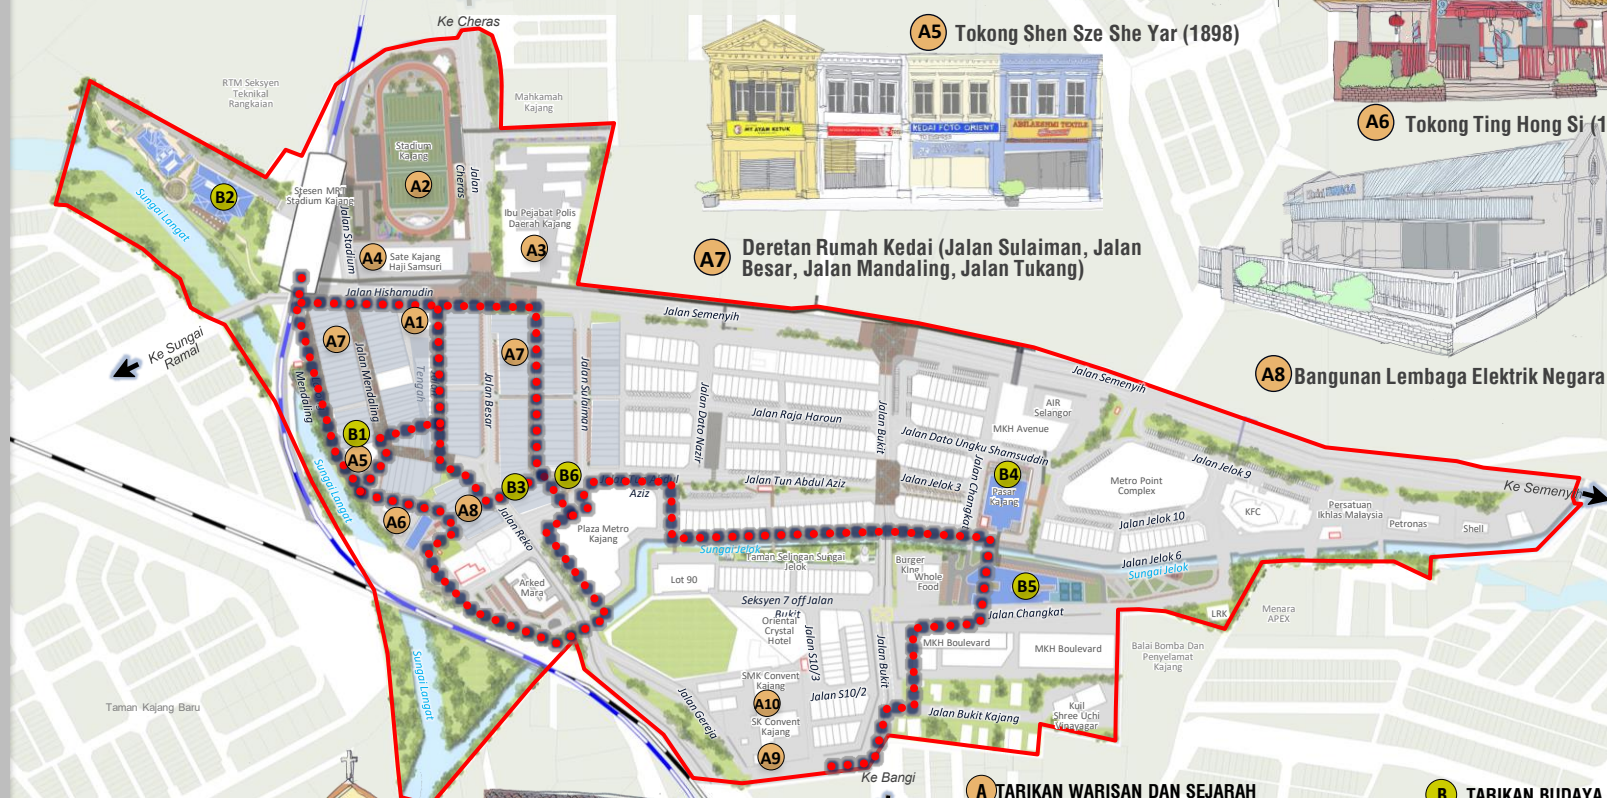 Ke Cheras
A5 Tokong Shen Sze She Yar (1898)
RTM Seksyen
Teknikal
Rangkaian
Mahkamah
Kajang
MY AYAM KETUK
KEDAI FOTO ORIENT
A6 Tokong Ting Hong Si (1
Stadium
Kajang
A2
Jalan
Cheras
B2
Stesen MRT
Stadium Kajang
Jalan Stadium
Sungai Langat
Ibu Pejabat Polis
Daerah Kajang
A3
A4
Sate Kajang
Haji Samsuri
A7 Deretan Rumah Kedai (Jalan Sulaiman, Jalan
Besar, Jalan Mandaling, Jalan Tukang)
Jalan Hishamudin
A1
A7
A7
Jalan Semenyih
Ke Sungai
Ramal
Mendaling
Jalan Mendaling
Tengah
Jalan Besar
Jalan Sulaiman
Jalan Dato Nazir
Jalan Raja Haroun
Jalan Bukit
Jalan Semenyih
A8 Bangunan Lembaga Elektrik Negara
AIR
Selangor
MKH Avenue
Jalan Dato Ungku Shamsuddin
Jalan Jelok 9
B1
A5
B3
B6
Aziz
Jalan Tun Abdul Aziz
Jalan Jelok 3
Jalan Changkat
B4
Pasar
Kajang
Metro Point
Complex
Ke Semenyih
KFC
Persatuan
Ikhlas Malaysia
Petronas
Shell
Sungai Langat
A6
A8
Jalan Reko
Plaza Metro
Kajang
Jalan Jelok 10
Sungai Jelok
Taman Selingan Sungai
Jelok
Burger
King
Whole
Food
Jalan Jelok 6
Sungai Jelok
Arked
Mara
Lot 90
B5
Seksyen 7 off Jalan
Bukit
Jalan Changkat
LRK
Menara
APEX
Oriental
Crystal
Hotel
Jalan S10/3
Jalan Bukit
MKH Boulevard
MKH Boulevard
Balai Bomba Dan
Penyelamat
Kajang
Sungai Langat
SMK Convent
Kajang
A10
SK Convent
Kajang
Jalan S10/2
Jalan Gereja
Jalan Bukit Kajang
Kuil
Shree Uchi
Vinayagar
Taman Kajang Baru
A9
Ke Bangi
A TARIKAN WARISAN DAN SEJARAH
B TARIKAN BUDAYA